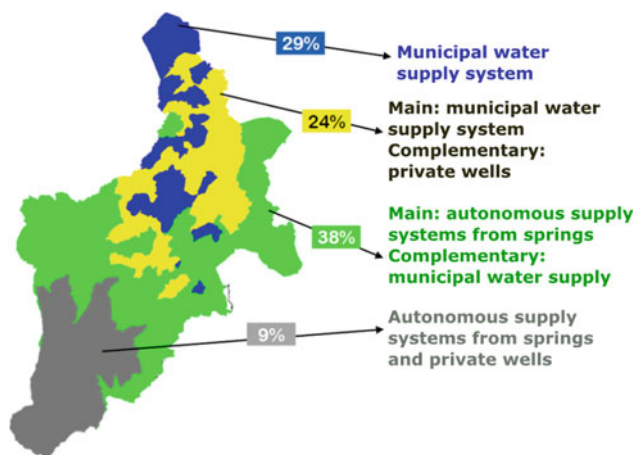 29%
Municipal water
supply system
24%
Main: municipal water
supply system
Complementary:
private wells
38%
Main: autonomous supply
systems from springs
Complementary:
municipal water supply
9%
Autonomous supply
systems from springs
and private wells